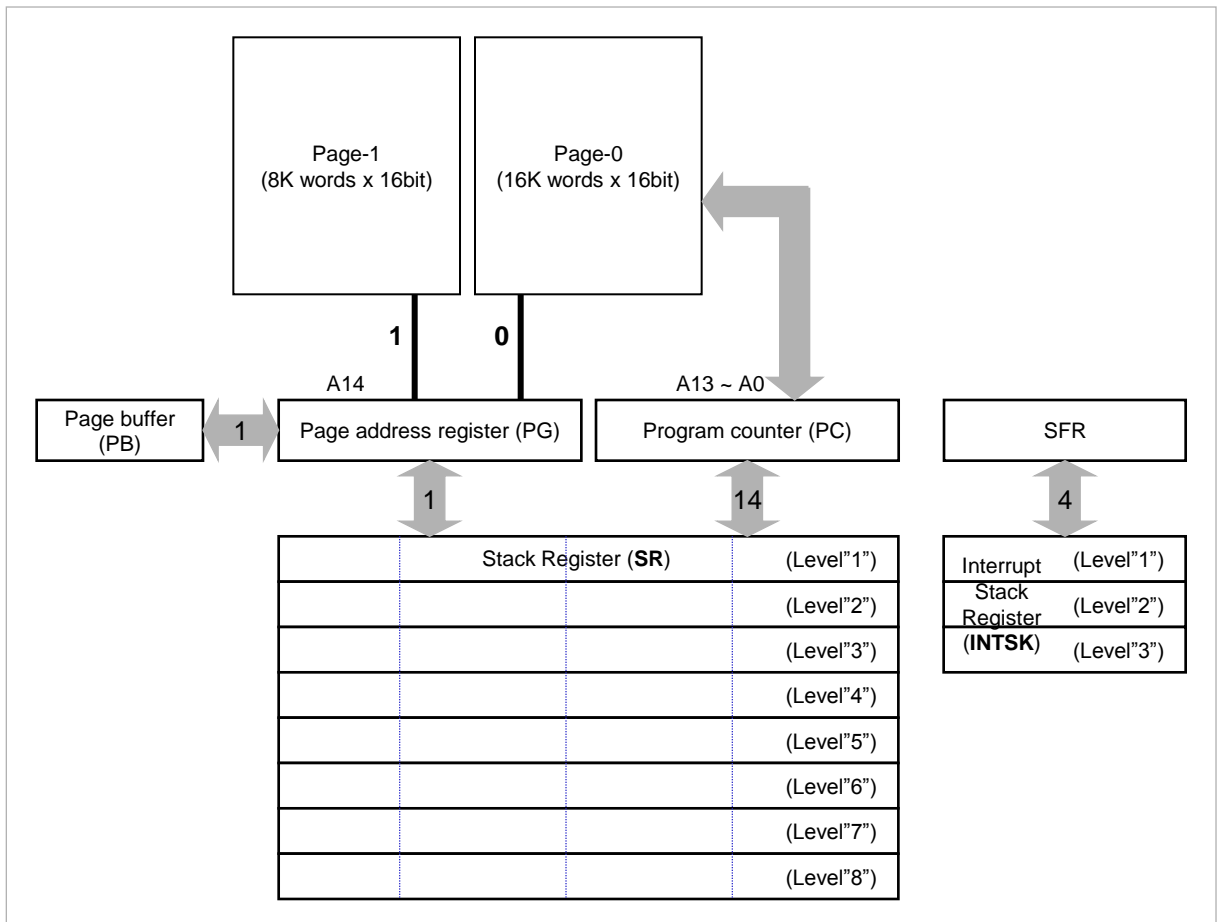 Page-1
(8K words x 16bit)
Page-0
(16K words x 16bit)
1
0
A14
A13 ~ A0
Page buffer
(PB)
1
Page address register (PG)
Program counter (PC)
SFR
1
14
4
Stack Register (SR)
(Level"1")
(Level"2")
(Level"3")
(Level"4")
(Level"5")
(Level"6")
(Level"7")
(Level"8")
Interrupt
Stack
Register
(INTSK)
(Level"1")
(Level"2")
(Level"3")